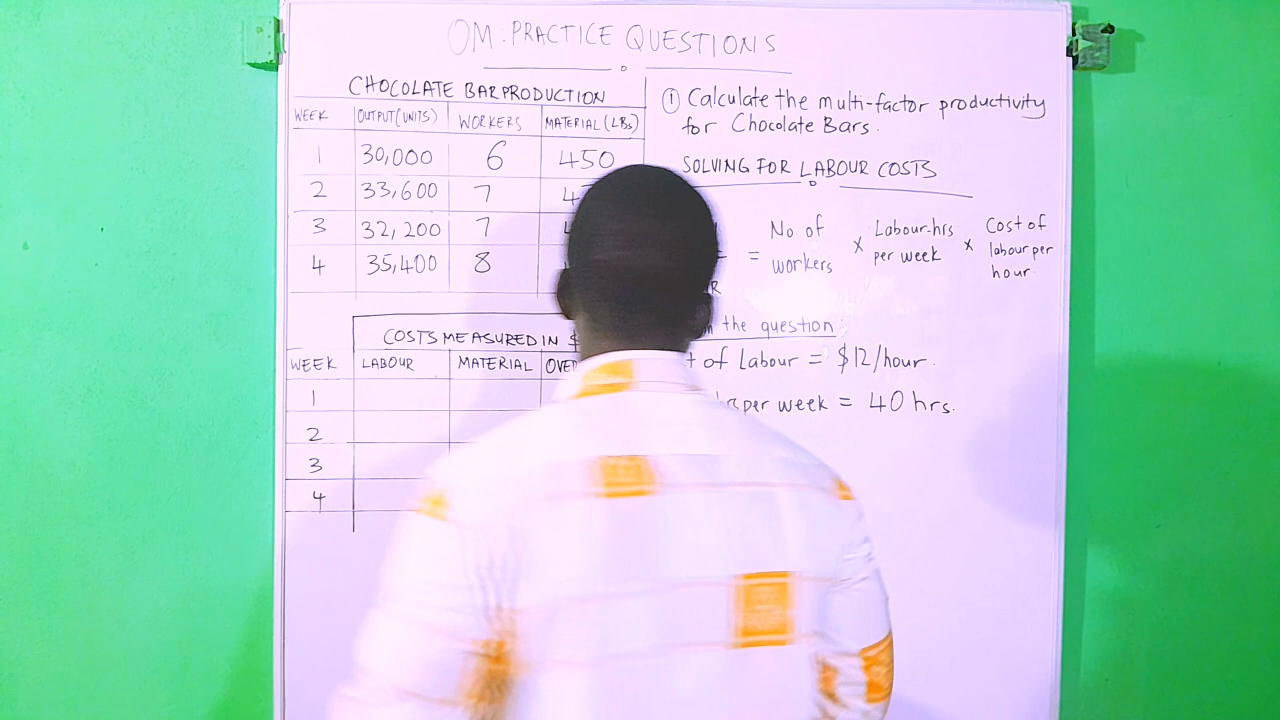 OM. PRACTICE QUESTIONS
CHOCOLATE BAR PRODUCTION
WEEK OUTPUT(UNITS) WORKERS MATERIAL (LBs)
1 30,000 6 450
2 33,600 7
3 32,200 7
4 35,400 8
COSTS MEASURED IN $
WEEK LABOUR MATERIAL
1
2
3
4
① Calculate the multi-factor productivity
for Chocolate Bars.
SOLVING FOR LABOUR COSTS
= No. of workers × Labour-hrs per week × Cost of labour per hour
the question:
of Labour = $12/hour.
per week = 40 hrs.